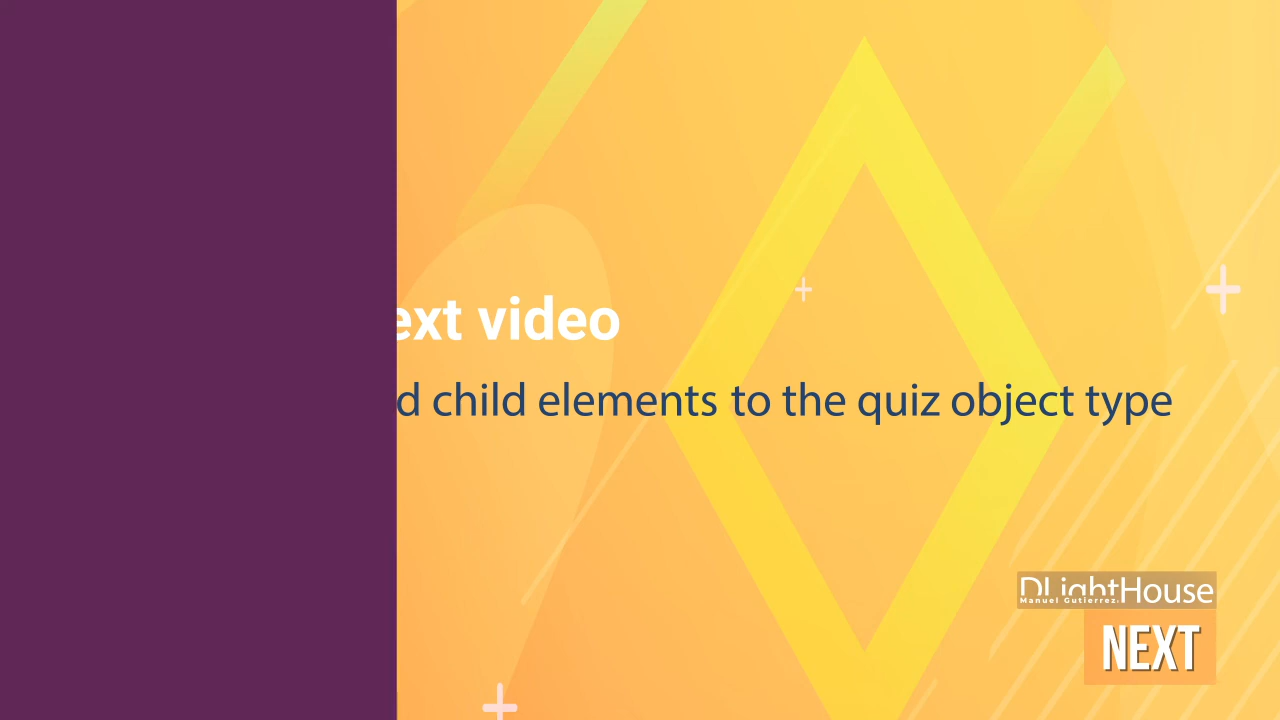 ext video
d child elements to the quiz object type
DLightHouse
Manuel Gutierrez
NEXT